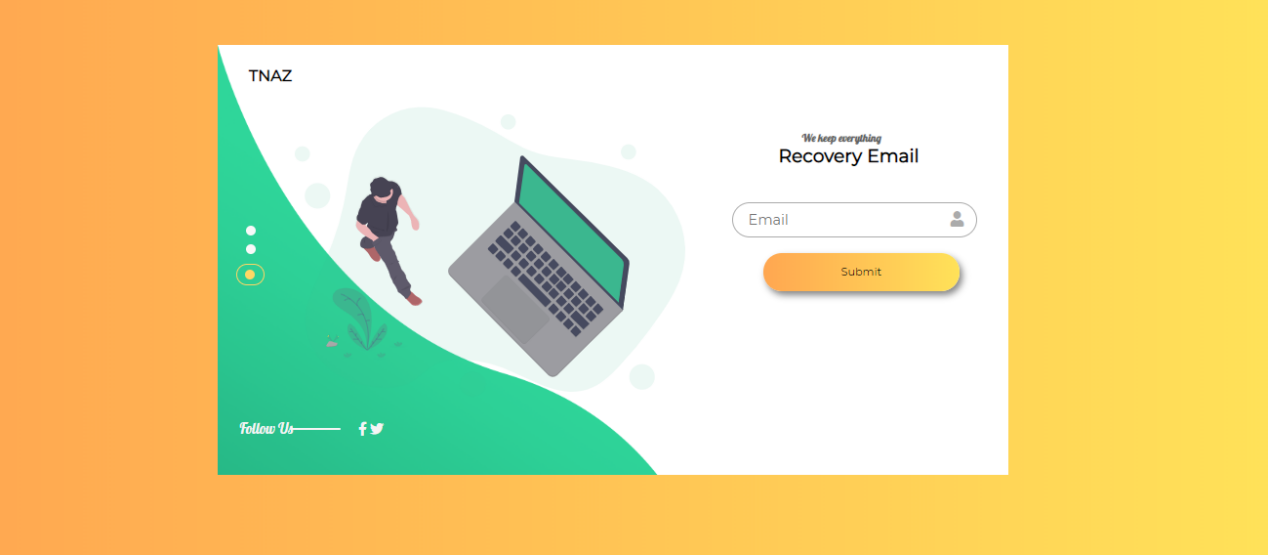 TNAZ
We keep everything
Recovery Email
Email
Submit
Follow Us